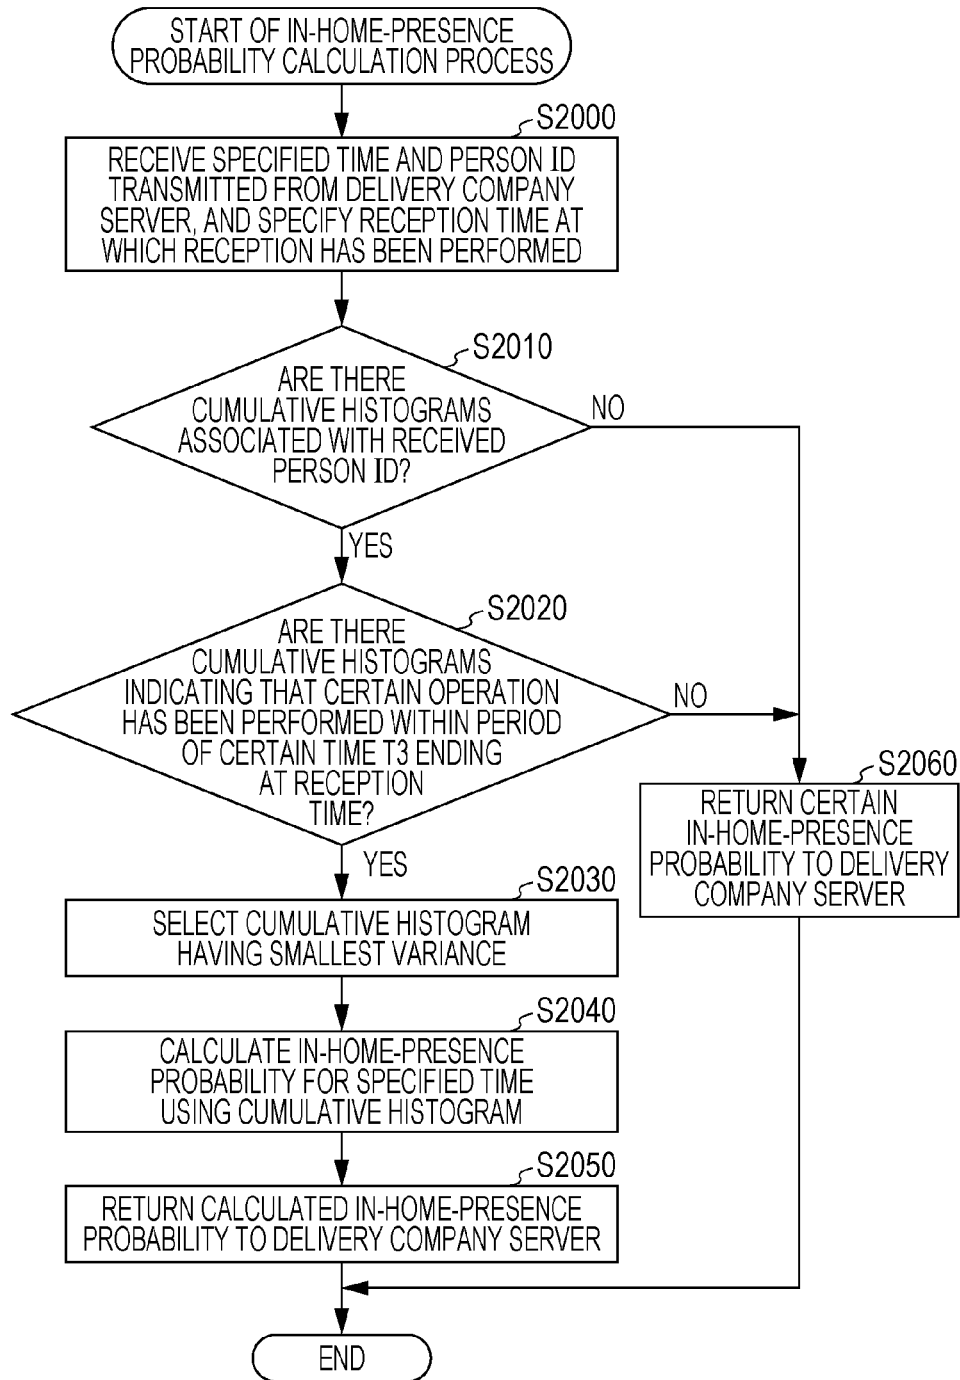 START OF IN-HOME-PRESENCE
PROBABILITY CALCULATION PROCESS
S2000
RECEIVE SPECIFIED TIME AND PERSON ID
TRANSMITTED FROM DELIVERY COMPANY
SERVER, AND SPECIFY RECEPTION TIME AT
WHICH RECEPTION HAS BEEN PERFORMED
S2010
ARE THERE
CUMULATIVE HISTOGRAMS
ASSOCIATED WITH RECEIVED
PERSON ID?
NO
YES
S2020
ARE THERE
CUMULATIVE HISTOGRAMS
INDICATING THAT CERTAIN OPERATION
HAS BEEN PERFORMED WITHIN PERIOD
OF CERTAIN TIME T3 ENDING
AT RECEPTION
TIME?
NO
YES
S2060
RETURN CERTAIN
IN-HOME-PRESENCE
PROBABILITY TO DELIVERY
COMPANY SERVER
S2030
SELECT CUMULATIVE HISTOGRAM
HAVING SMALLEST VARIANCE
S2040
CALCULATE IN-HOME-PRESENCE
PROBABILITY FOR SPECIFIED TIME
USING CUMULATIVE HISTOGRAM
S2050
RETURN CALCULATED IN-HOME-PRESENCE
PROBABILITY TO DELIVERY COMPANY SERVER
END